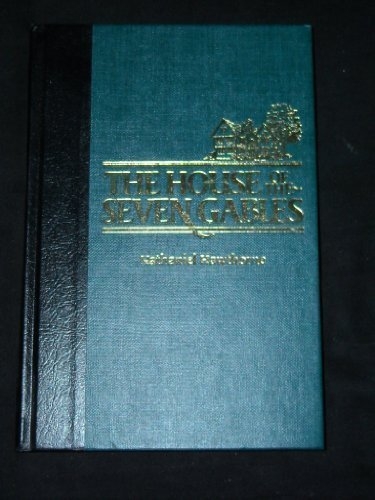 THE HOUSE OF THE
SEVEN GABLES
Nathaniel Hawthorne